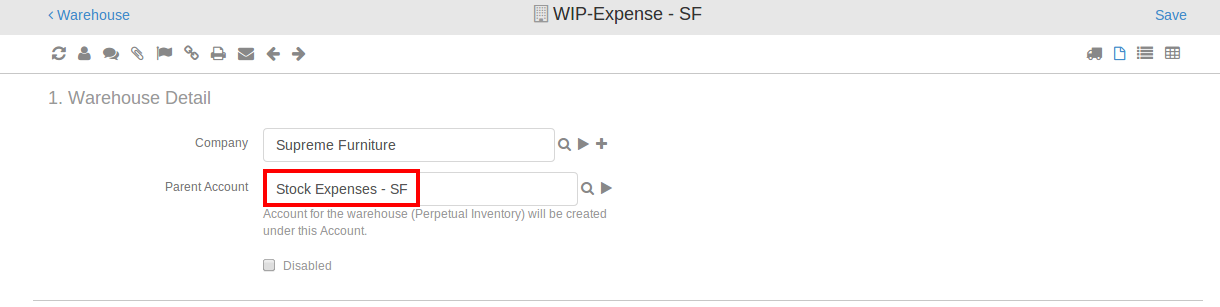 Warehouse
WIP-Expense - SF
Save
1. Warehouse Detail
Company
Supreme Furniture
Parent Account
Stock Expenses - SF
Account for the warehouse (Perpetual Inventory) will be created
under this Account.
Disabled